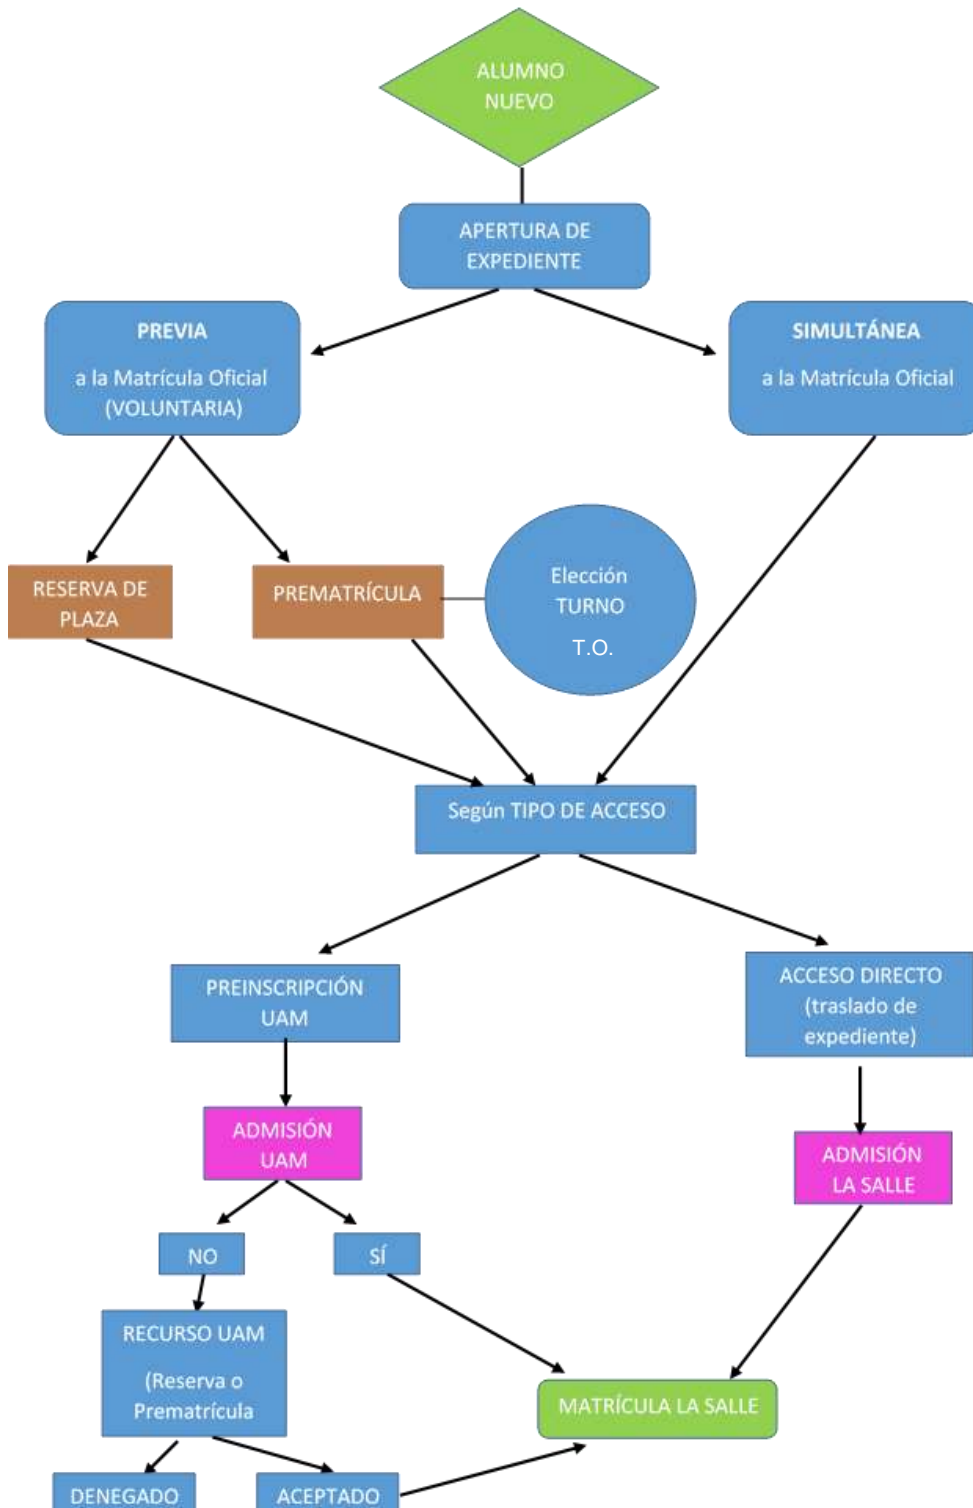 ALUMNO
NUEVO
APERTURA DE
EXPEDIENTE
PREVIA
a la Matrícula Oficial
(VOLUNTARIA)
SIMULTÁNEA
a la Matrícula Oficial
RESERVA DE
PLAZA
PREMATRÍCULA
Elección
TURNO
T.O.
Según TIPO DE ACCESO
PREINSCRIPCIÓN
UAM
ACCESO DIRECTO
(traslado de
expediente)
ADMISIÓN
UAM
ADMISIÓN
LA SALLE
NO
SÍ
RECURSO UAM
(Reserva o
Prematrícula
MATRÍCULA LA SALLE
DENEGADO
ACEPTADO